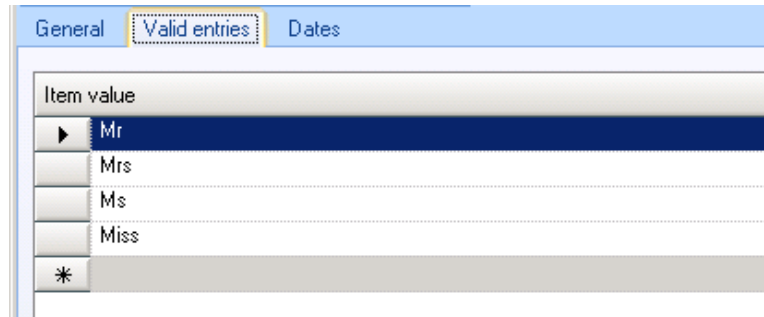 General Valid entries Dates
Item value
Mr
Mrs
Ms
Miss